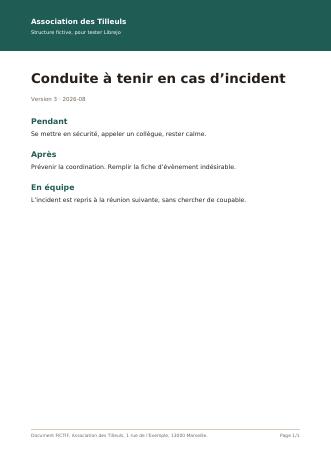 Association des Tilleuls
Structure fictive, pour tester Librejo
Conduite à tenir en cas d’incident
Version 3 · 2026-08
Pendant
Se mettre en sécurité, appeler un collègue, rester calme.
Après
Prévenir la coordination. Remplir la fiche d’évènement indésirable.
En équipe
L’incident est repris à la réunion suivante, sans chercher de coupable.
Document FICTIF, Association des Tilleuls, 1 rue de l’Exemple, 13000 Marseille.
Page 1/1